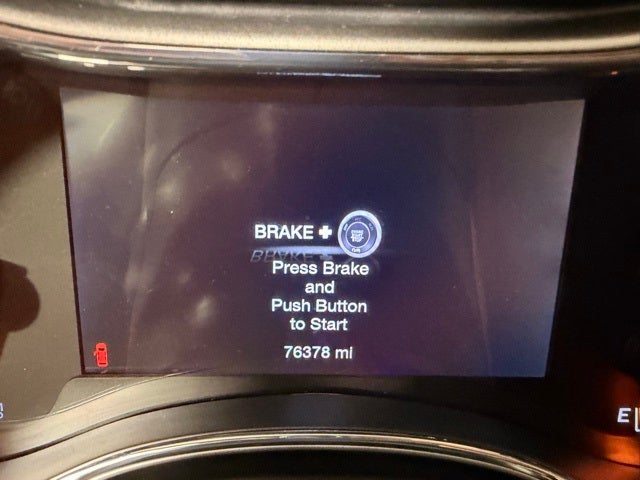 BRAKE +
Press Brake
and
Push Button
to Start
76378 mi
E